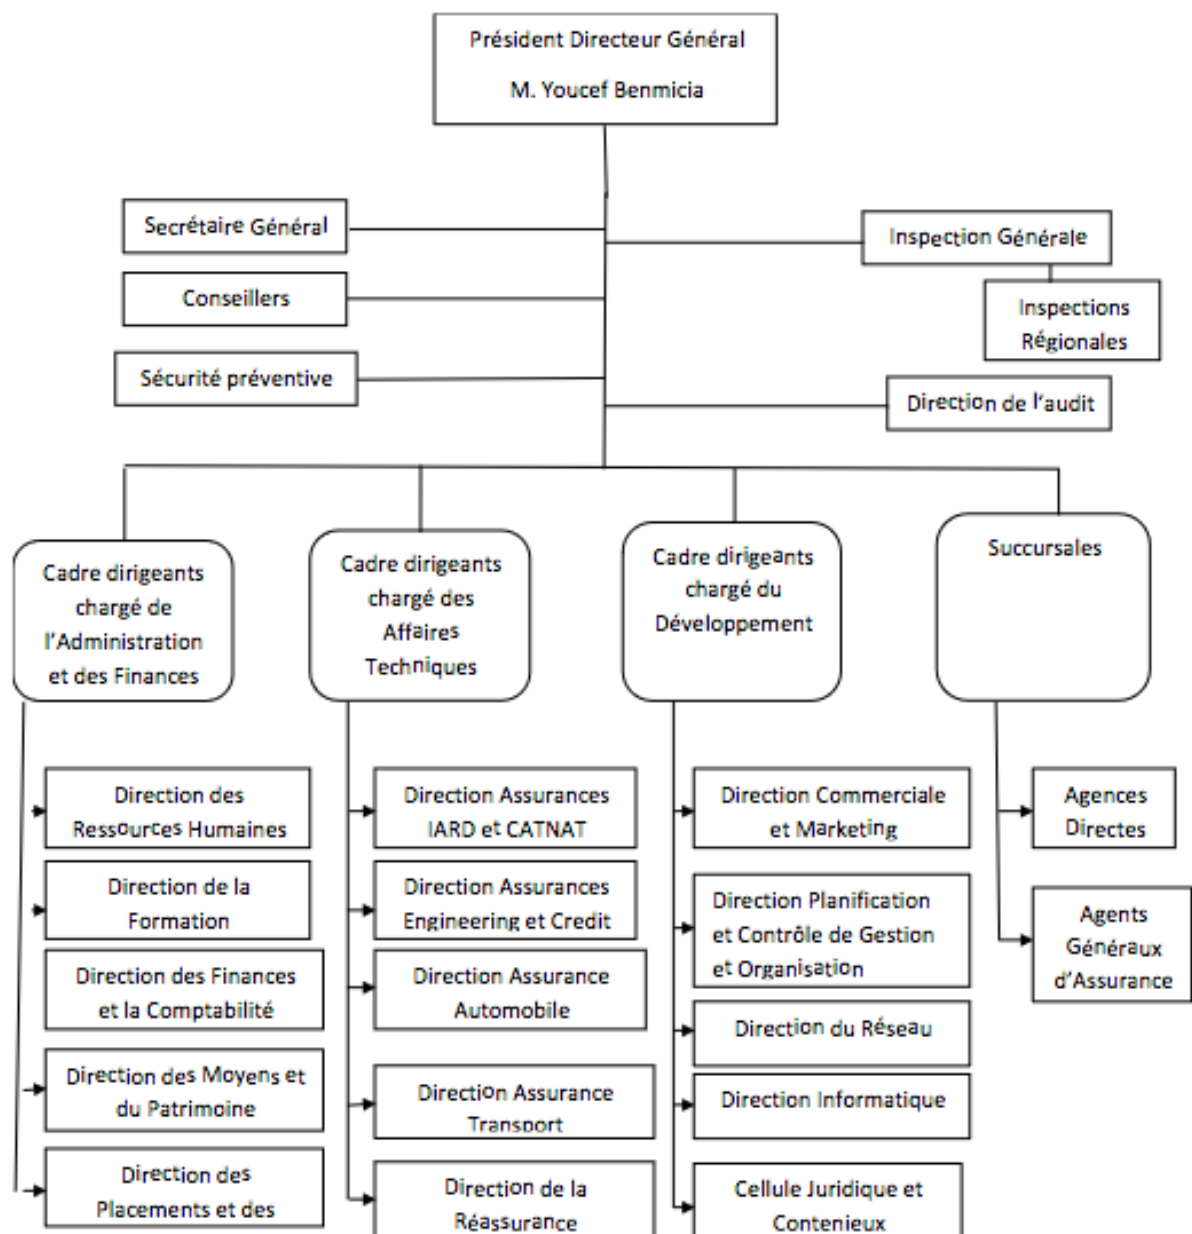 Président Directeur Général
M. Youcef Benmicia
Secrétaire Général
Inspection Générale
Conseillers
Inspections
Régionales
Sécurité préventive
Direction de l'audit
Cadre dirigeants
chargé de
l'Administration
et des Finances
Cadre dirigeants
chargé des
Affaires
Techniques
Cadre dirigeants
chargé du
Développement
Succursales
Direction des
Ressources Humaines
Direction de la
Formation
Direction des Finances
et la Comptabilité
Direction des Moyens et
du Patrimoine
Direction des
Placements et des
Direction Assurances
IARD et CATNAT
Direction Assurances
Engineering et Credit
Direction Assurance
Automobile
Direction Assurance
Transport
Direction de la
Réassurance
Direction Commerciale
et Marketing
Direction Planification
et Contrôle de Gestion
et Organisation
Direction du Réseau
Direction Informatique
Cellule Juridique et
Contenieux
Agences
Directes
Agents
Généraux
d'Assurance